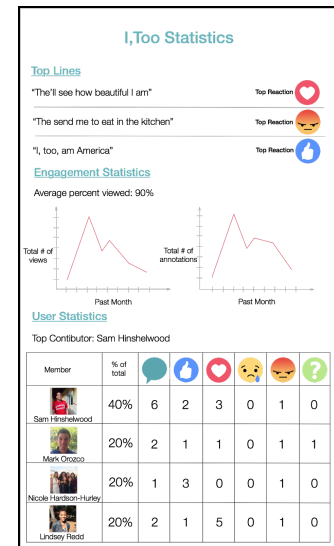 I,Too Statistics
Top Lines
“The'll see how beautiful I am”
Top Reaction
“The send me to eat in the kitchen”
Top Reaction
“I, too, am America”
Top Reaction
Engagement Statistics
Average percent viewed: 90%
Total # of
views
Past Month
Total # of
annotations
Past Month
User Statistics
Top Contibutor: Sam Hinshelwood
Member % of
total ?
Sam Hinshelwood 40% 6 2 3 0 1 0
Mark Orozco 20% 2 1 1 0 1 1
Nicole Hardson-Hurley 20% 1 3 0 0 1 0
Lindsey Redd 20% 2 1 5 0 1 0